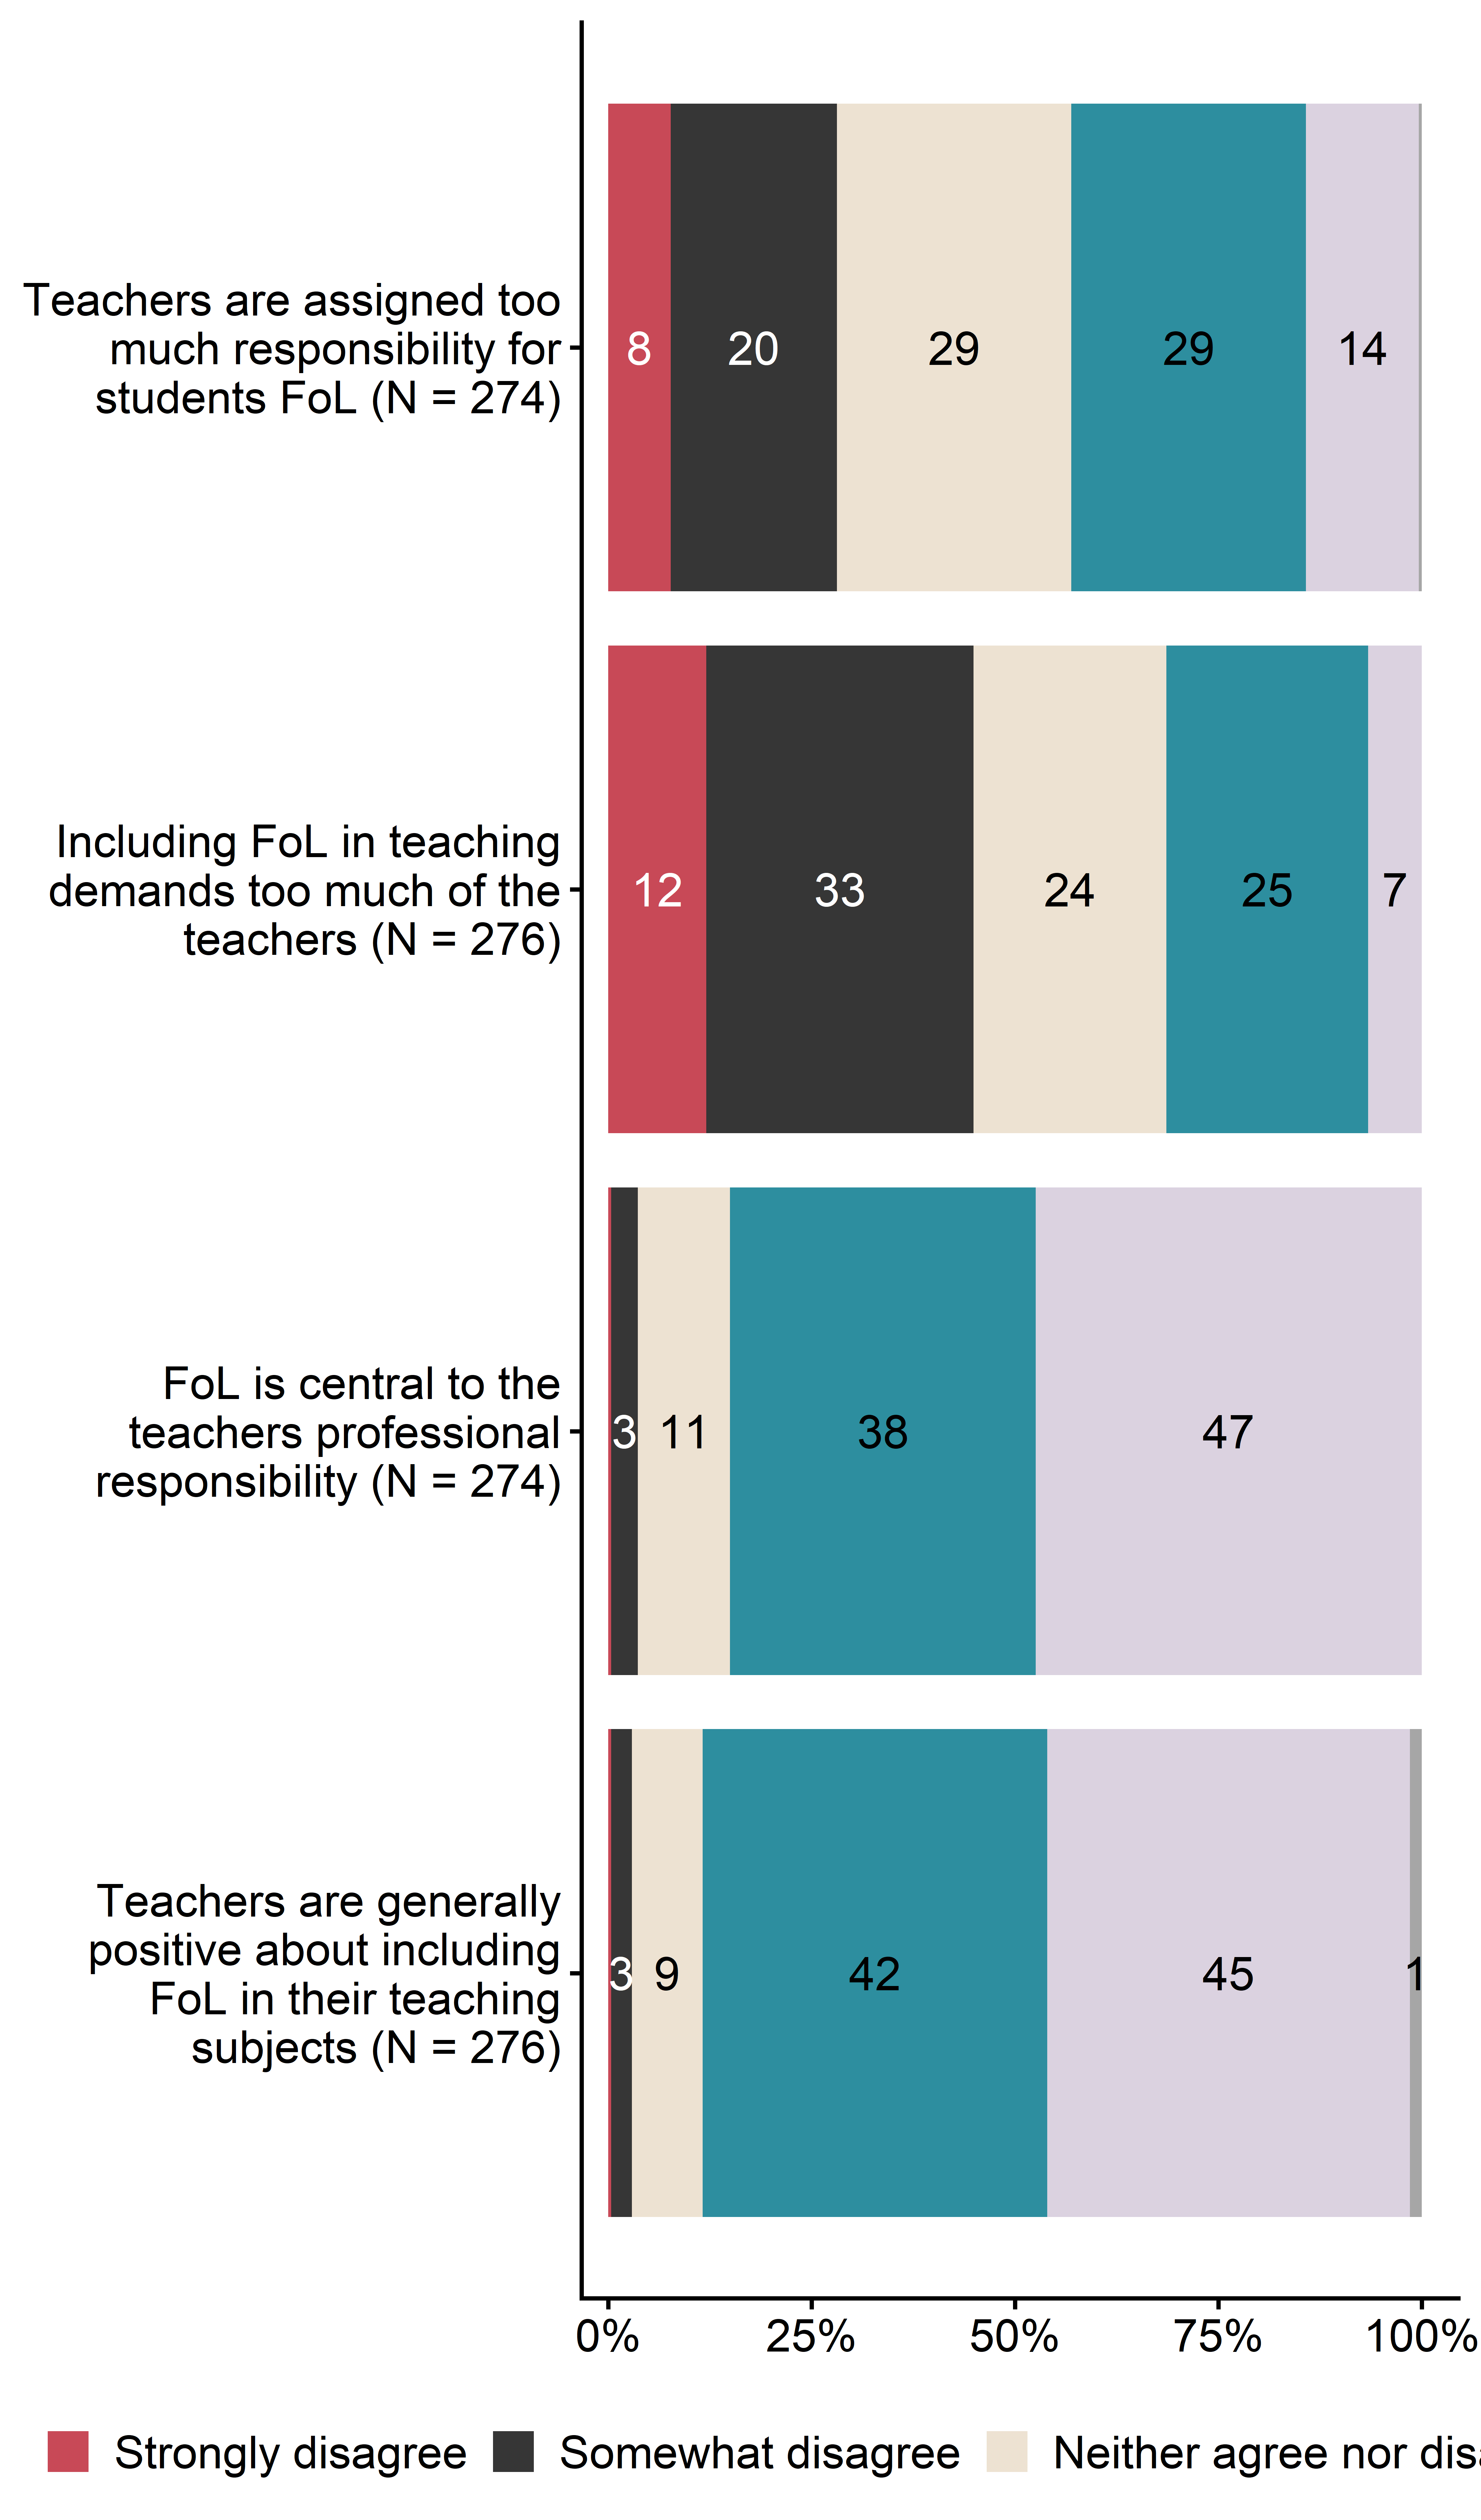 Teachers are assigned too
much responsibility for
students FoL (N = 274)
8 20 29 29 14
Including FoL in teaching
demands too much of the
teachers (N = 276)
12 33 24 25 7
FoL is central to the
teachers professional
responsibility (N = 274)
3 11 38 47
Teachers are generally
positive about including
FoL in their teaching
subjects (N = 276)
3 9 42 45 1
0% 25% 50% 75% 100%
Strongly disagree Somewhat disagree Neither agree nor disa